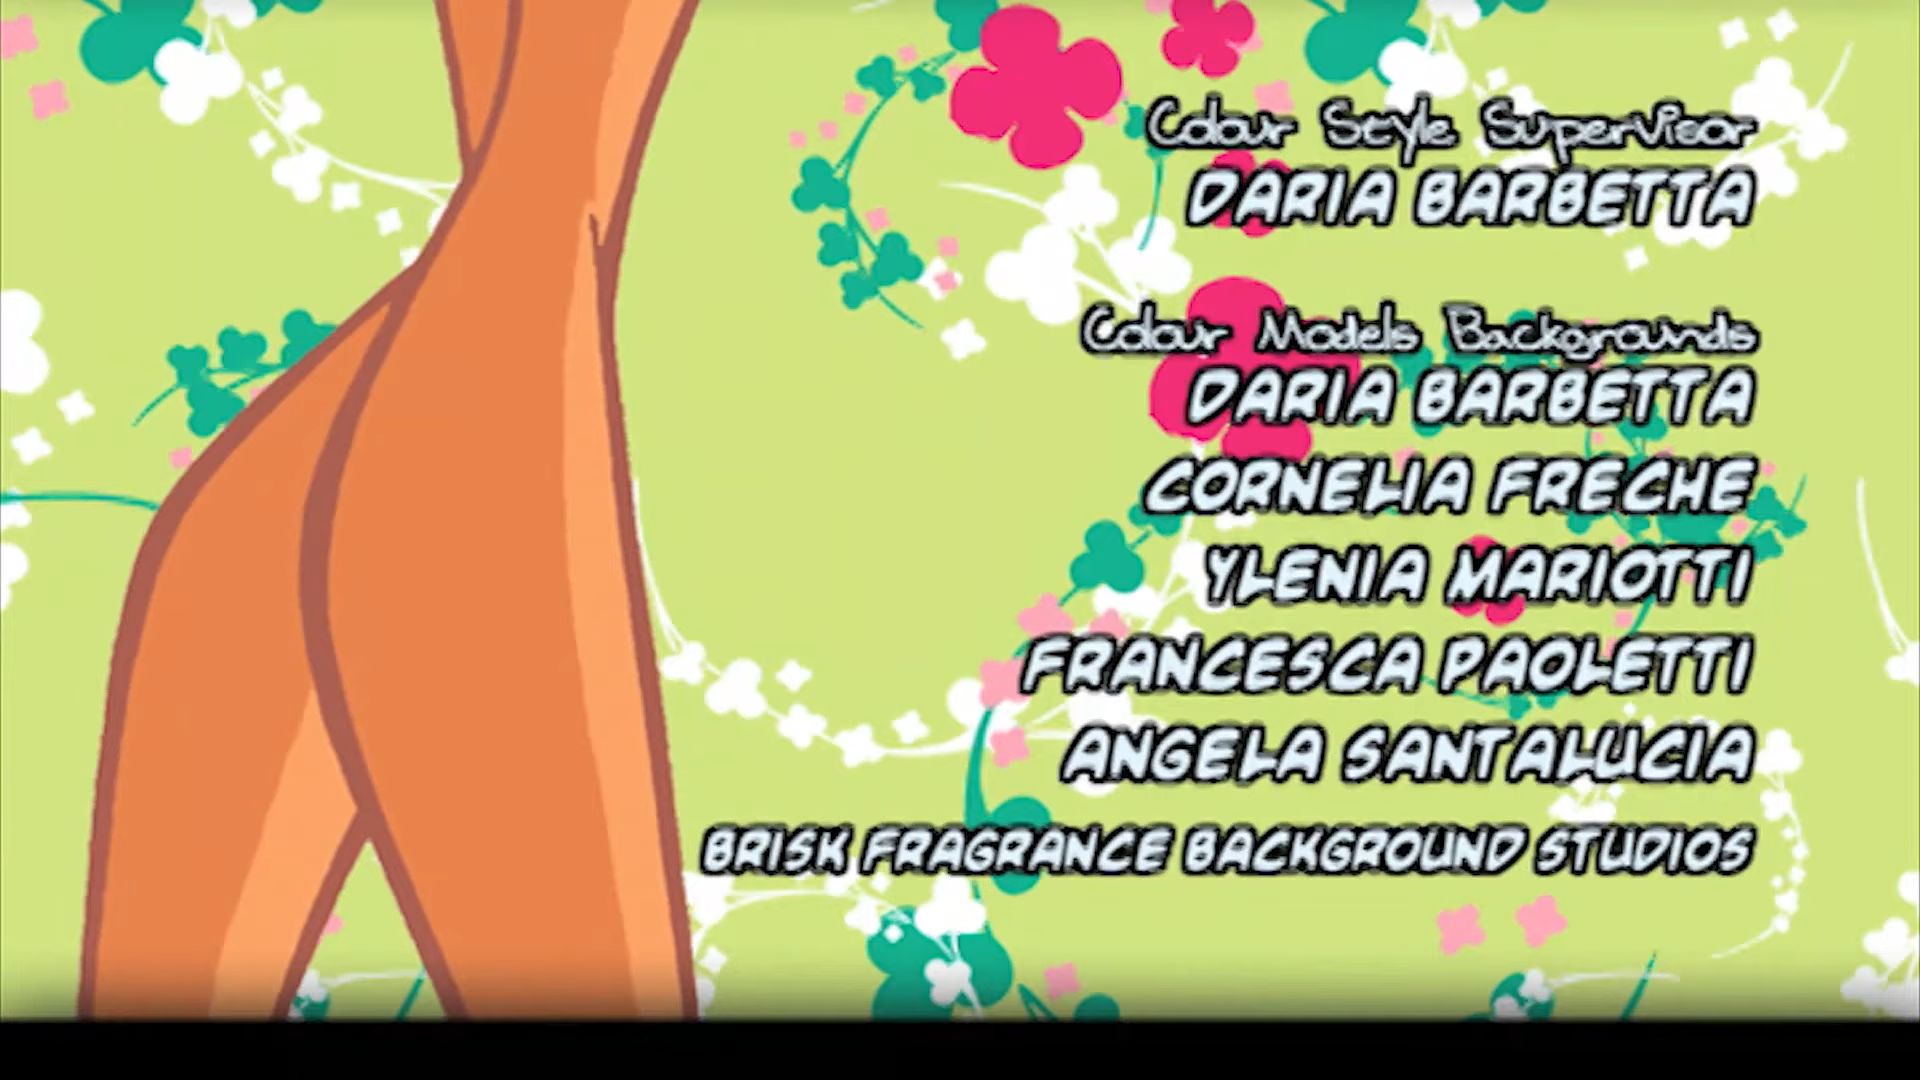 Colour Style Supervisor
DARIA BARBETTA
Colour Models Backgrounds
DARIA BARBETTA
CORNELIA FRECHE
YLENIA MARIOTTI
FRANCESCA PAOLETTI
ANGELA SANTALUCIA
BRISK FRAGRANCE BACKGROUND STUDIOS